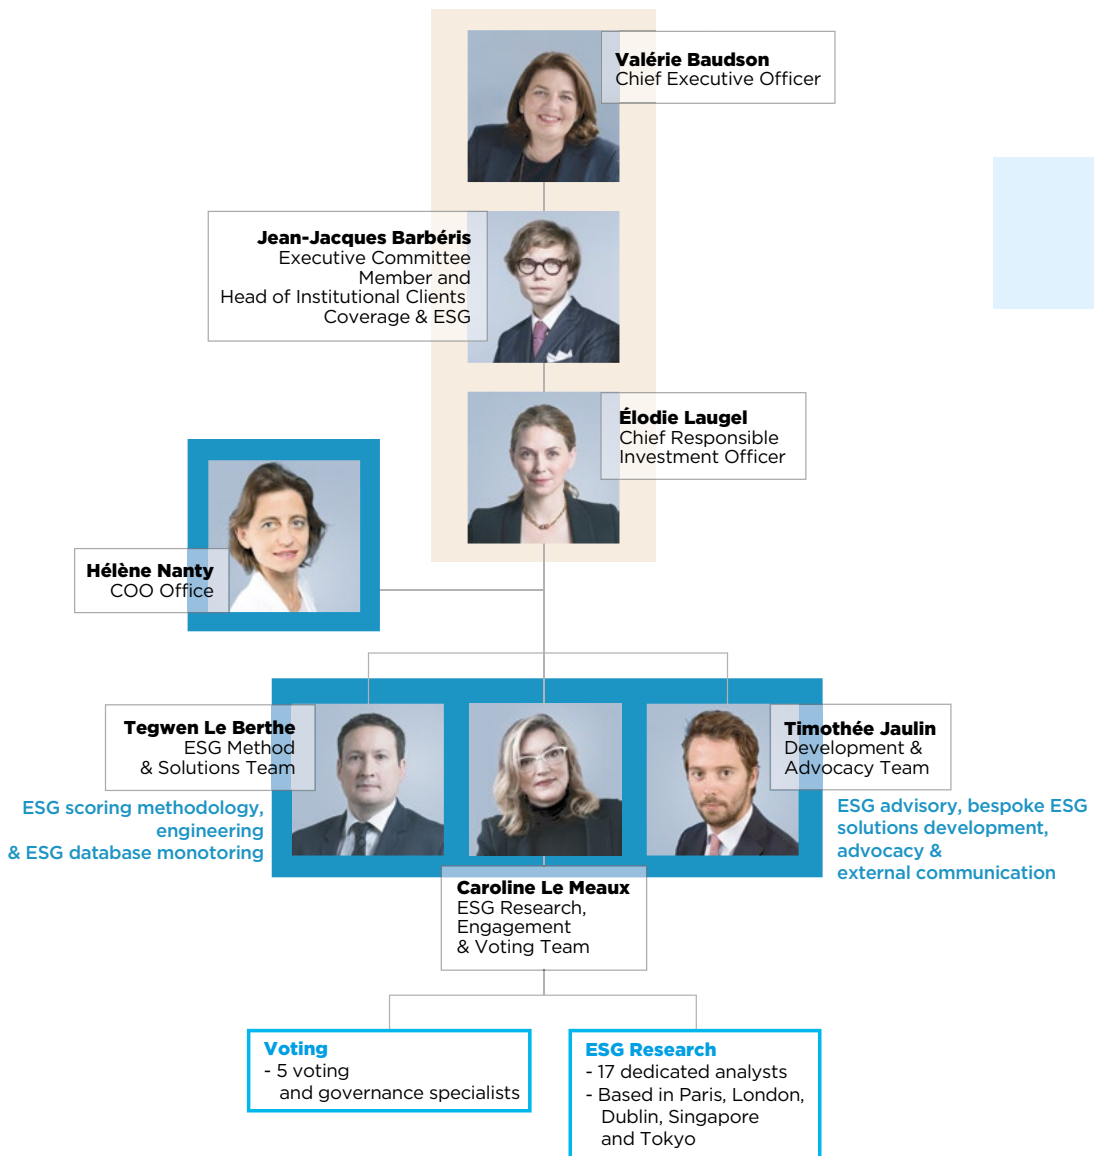 Valérie Baudson
Chief Executive Officer
Jean-Jacques Barbéris
Executive Committee
Member and
Head of Institutional Clients
Coverage & ESG
Élodie Laugel
Chief Responsible
Investment Officer
Hélène Nanty
COO Office
Tegwen Le Berthe
ESG Method
& Solutions Team
ESG scoring methodology,
engineering
& ESG database monotoring
Timothée Jaulin
Development &
Advocacy Team
ESG advisory, bespoke ESG
solutions development,
advocacy &
external communication
Caroline Le Meaux
ESG Research,
Engagement
& Voting Team
Voting
- 5 voting
and governance specialists
ESG Research
- 17 dedicated analysts
- Based in Paris, London,
Dublin, Singapore
and Tokyo